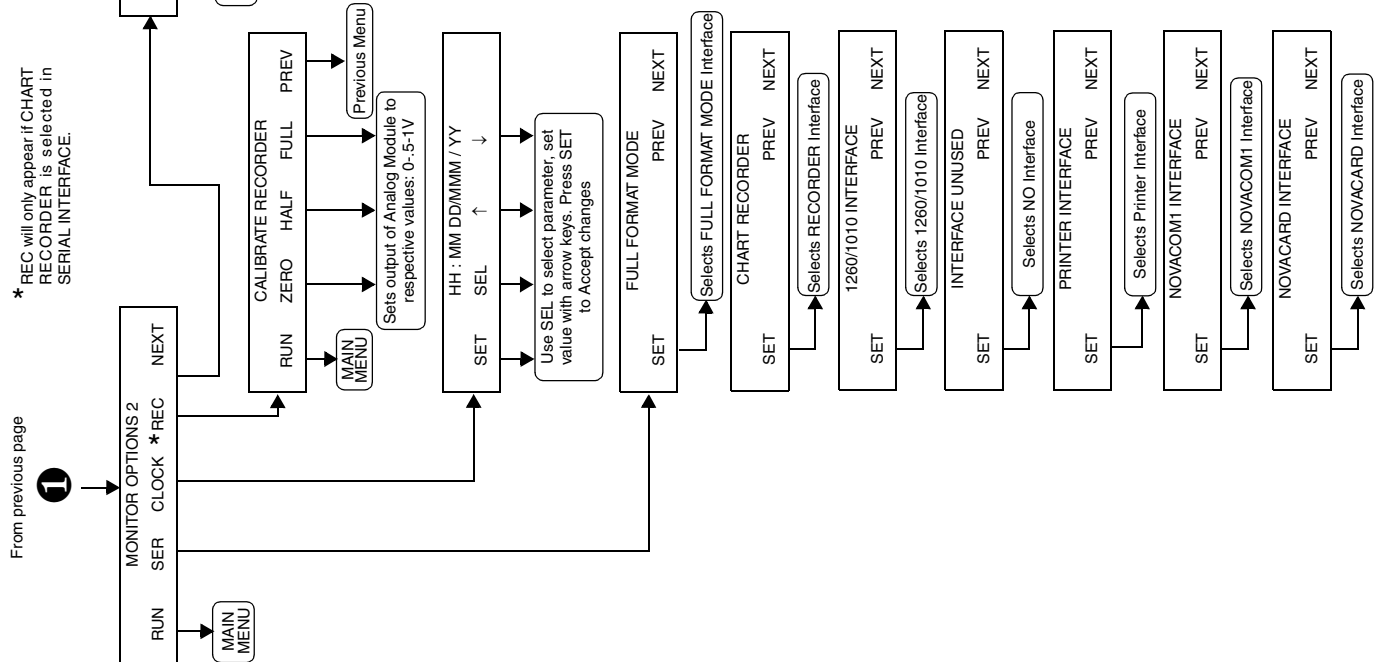 From previous page
1
* REC will only appear if CHART
RECORDER is selected in
SERIAL INTERFACE.
MONITOR OPTIONS 2
RUN SER CLOCK * REC NEXT
MAIN
MENU
CALIBRATE RECORDER
RUN ZERO HALF FULL PREV
MAIN
MENU
Sets output of Analog Module to
respective values: 0-.5-1V
Previous Menu
HH : MM DD/MMM / YY
SET SEL ↑ ↓
Use SEL to select parameter, set
value with arrow keys. Press SET
to Accept changes
FULL FORMAT MODE
SET PREV NEXT
Selects FULL FORMAT MODE Interface
CHART RECORDER
SET PREV NEXT
Selects RECORDER Interface
1260/1010 INTERFACE
SET PREV NEXT
Selects 1260/1010 Interface
INTERFACE UNUSED
SET PREV NEXT
Selects NO Interface
PRINTER INTERFACE
SET PREV NEXT
Selects Printer Interface
NOVACOM1 INTERFACE
SET PREV NEXT
Selects NOVACOM1 Interface
NOVACARD INTERFACE
SET PREV NEXT
Selects NOVACARD Interface